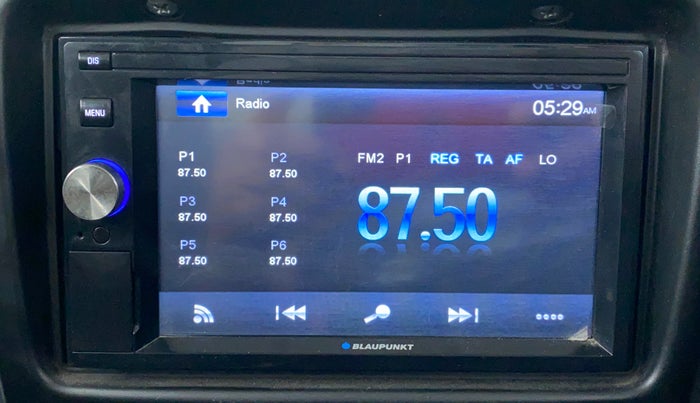 DIS
MENU
Radio
05:29AM
P1 P2
87.50 87.50
P3 P4
87.50 87.50
P5 P6
87.50 87.50
FM2 P1 REG TA AF LO
87.50
BLAUPUNKT